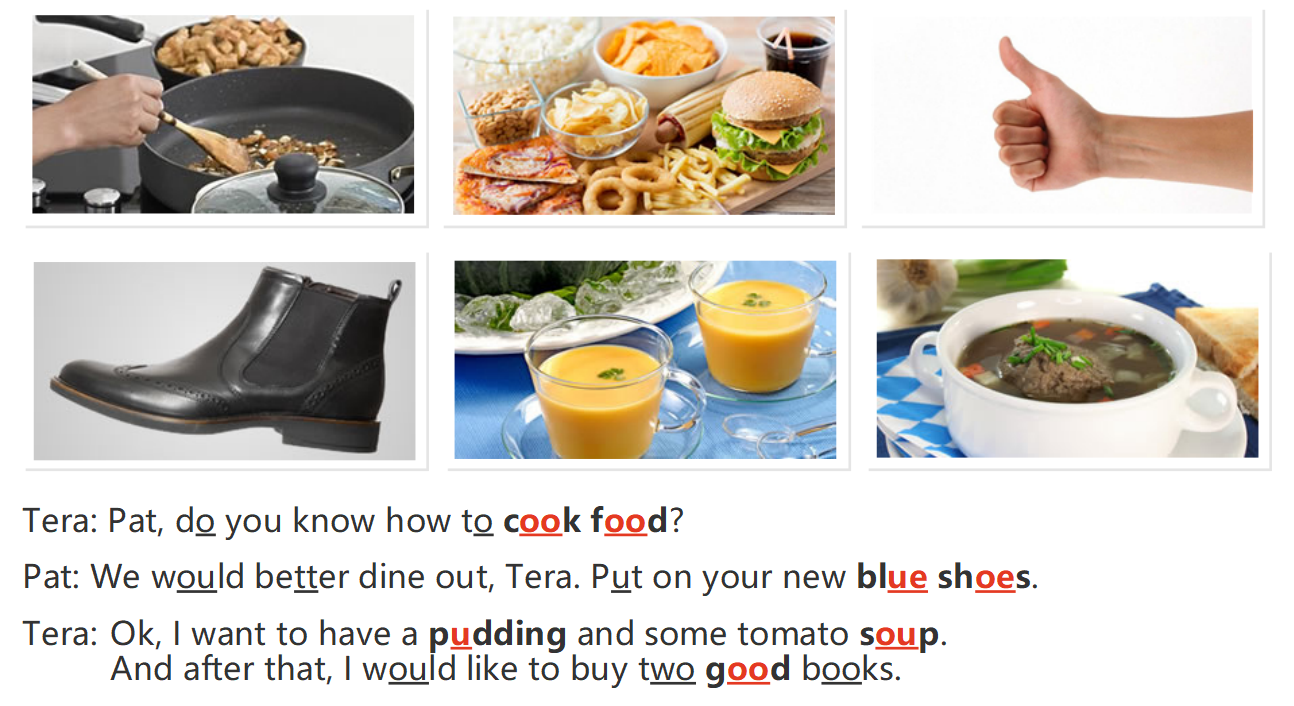 Tera: Pat, do you know how to cook food?
Pat: We would better dine out, Tera. Put on your new blue shoes.
Tera: Ok, I want to have a pudding and some tomato soup.
And after that, I would like to buy two good books.